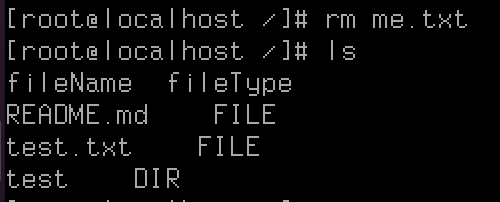 [root@localhost /]# rm me.txt
[root@localhost /]# ls
fileName  fileType
README.md    FILE
test.txt    FILE
test    DIR